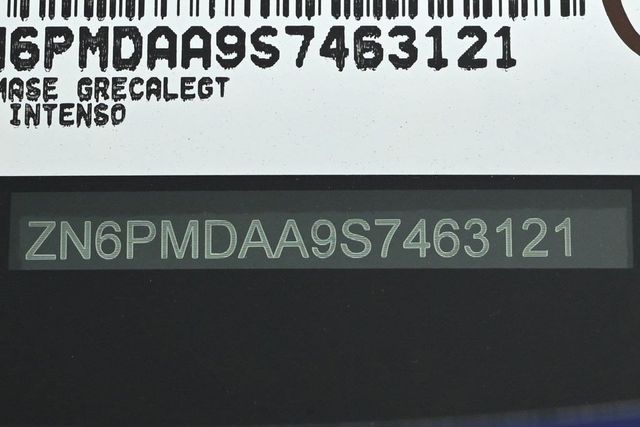 N6PMDAA9S7463121
MASE GRECALEGT
INTENSO
ZN6PMDAA9S7463121